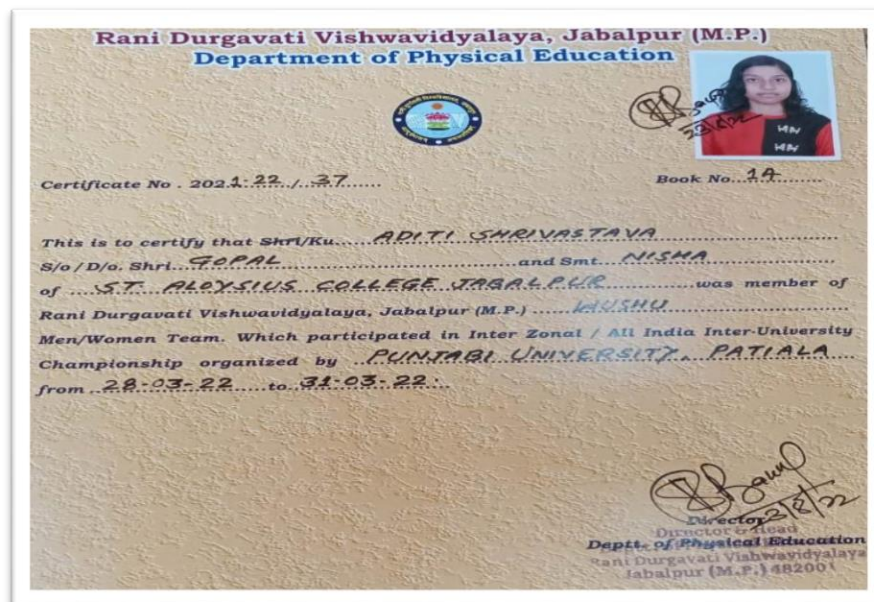 Rani Durgavati Vishwavidyalaya, Jabalpur (M.P.)
Department of Physical Education
Certificate No. 2021-22 / 37
Book No. 1A
This is to certify that Shri/Ku. ADITI SHRIVASTAVA
S/o / D/o. Shri. GOPAL and Smt. NISHA
of ST. ALOYSIUS COLLEGE JABALPUR was member of
Rani Durgavati Vishwavidyalaya, Jabalpur (M.P.) WUSHU
Men/Women Team. Which participated in Inter Zonal / All India Inter-University
Championship organized by PUNJABI UNIVERSITY, PATIALA
from 28-03-22 to 31-03-22.
Director
Director & Head
Deptt. of Physical Education
Rani Durgavati Vishwavidyalaya
Jabalpur (M.P.) 482001